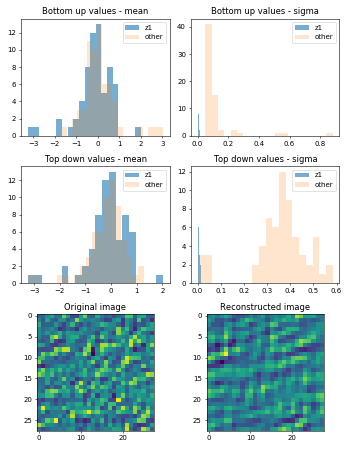 Bottom up values - mean
Bottom up values - sigma
12
10
8
6
4
2
0
z1
other
−3 −2 −1 0 1 2 3
40
30
20
10
0
z1
other
0.0 0.2 0.4 0.6 0.8
Top down values - mean
Top down values - sigma
12
10
8
6
4
2
0
z1
other
−3 −2 −1 0 1 2
12
10
8
6
4
2
0
z1
other
0.0 0.1 0.2 0.3 0.4 0.5 0.6
Original image
Reconstructed image
0
5
10
15
20
25
0 10 20
0
5
10
15
20
25
0 10 20